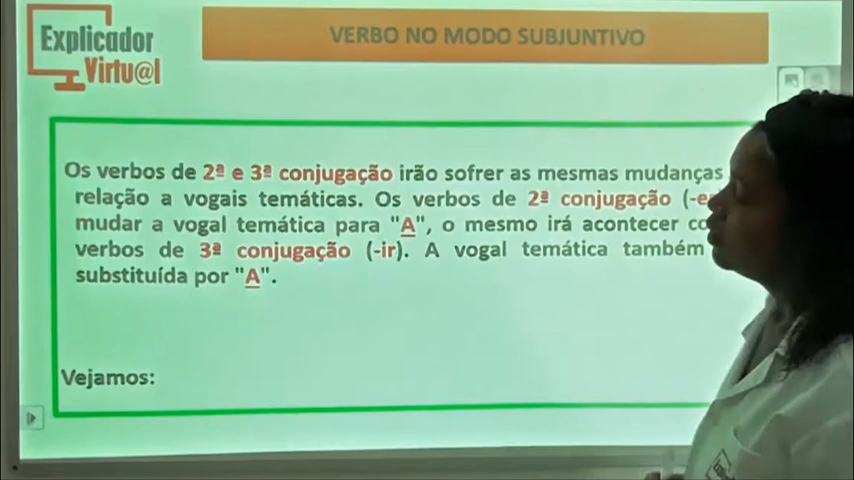 Explicador
Virtu@l
VERBO NO MODO SUBJUNTIVO
Os verbos de 2ª e 3ª conjugação irão sofrer as mesmas mudanças
relação a vogais temáticas. Os verbos de 2ª conjugação
mudar a vogal temática para "A", o mesmo irá acontecer
verbos de 3ª conjugação (-ir). A vogal temática também
substituída por "A".
Vejamos: